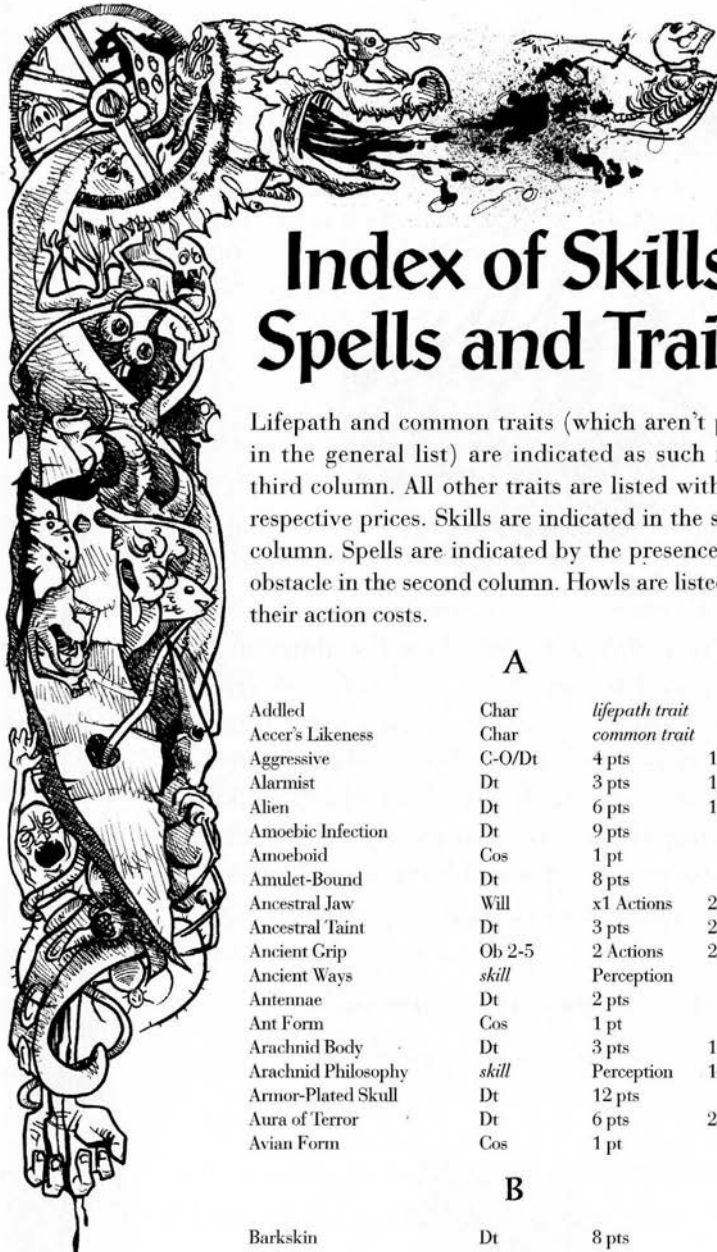 Index of Skills
Spells and Trai
Lifepath and common traits (which aren't p
in the general list) are indicated as such i
third column. All other traits are listed with
respective prices. Skills are indicated in the s
column. Spells are indicated by the presence
obstacle in the second column. Howls are listed
their action costs.
A
Addled Char lifepath trait
Aecer's Likeness Char common trait
Aggressive C-O/Dt 4 pts 1
Alarmist Dt 3 pts 1
Alien Dt 6 pts 1
Amoebic Infection Dt 9 pts
Amoeboid Cos 1 pt
Amulet-Bound Dt 8 pts
Ancestral Jaw Will x1 Actions 2
Ancestral Taint Dt 3 pts 2
Ancient Grip Ob 2-5 2 Actions 2
Ancient Ways skill Perception
Antennae Dt 2 pts
Ant Form Cos 1 pt
Arachnid Body Dt 3 pts 1
Arachnid Philosophy skill Perception 1
Armor-Plated Skull Dt 12 pts
Aura of Terror Dt 6 pts 2
Avian Form Cos 1 pt
B
Barkskin Dt 8 pts